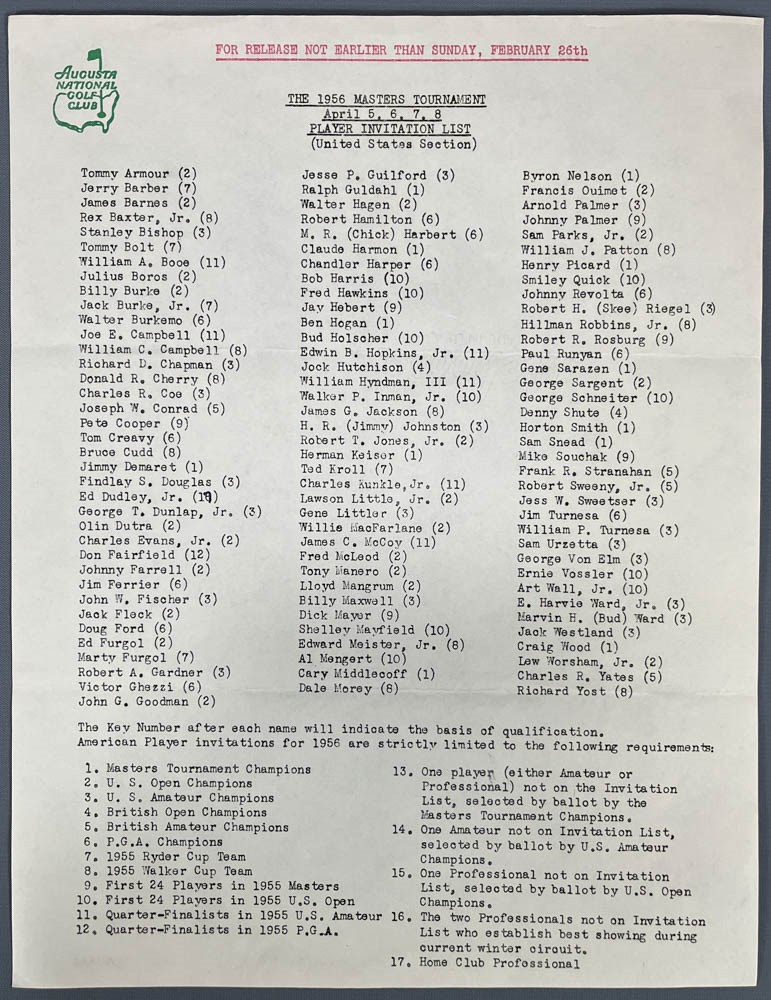 FOR RELEASE NOT EARLIER THAN SUNDAY, FEBRUARY 26th
AUGUSTA
NATIONAL
GOLF
CLUB
THE 1956 MASTERS TOURNAMENT
April 5, 6, 7, 8
PLAYER INVITATION LIST
(United States Section)
Tommy Armour (2)
Jerry Barber (7)
James Barnes (2)
Rex Baxter, Jr. (8)
Stanley Bishop (3)
Tommy Bolt (7)
William A. Booe (11)
Julius Boros (2)
Billy Burke (2)
Jack Burke, Jr. (7)
Walter Burkemo (6)
Joe E. Campbell (11)
William C. Campbell (8)
Richard D. Chapman (3)
Donald R. Cherry (8)
Charles R. Coe (3)
Joseph W. Conrad (5)
Pete Cooper (9)
Tom Creavy (6)
Bruce Cudd (8)
Jimmy Demaret (1)
Findlay S. Douglas (3)
Ed Dudley, Jr.
George T. Dunlap, Jr. (3)
Olin Dutra (2)
Charles Evans, Jr. (2)
Don Fairfield (12)
Johnny Farrell (2)
Jim Ferrier (6)
John W. Fischer (3)
Jack Fleck (2)
Doug Ford (6)
Ed Furgol (2)
Marty Furgol (7)
Robert A. Gardner (3)
Victor Ghezzi (6)
John G. Goodman (2)
Jesse P. Guilford (3)
Ralph Guldahl (1)
Walter Hagen (2)
Robert Hamilton (6)
M. R. (Chick) Harbert (6)
Claude Harmon (1)
Chandler Harper (6)
Bob Harris (10)
Fred Hawkins (10)
Jay Hebert (9)
Ben Hogan (1)
Bud Holscher (10)
Edwin B. Hopkins, Jr. (11)
Jock Hutchison (4)
William Hyndman, III (11)
Walker P. Inman, Jr. (10)
James G. Jackson (8)
H. R. (Jimmy) Johnston (3)
Robert T. Jones, Jr. (2)
Herman Keiser (1)
Ted Kroll (7)
Charles Kunkle,Jr. (11)
Lawson Little, Jr. (2)
Gene Littler (3)
Willie MacFarlane (2)
James C. McCoy (11)
Fred McLeod (2)
Tony Manero (2)
Lloyd Mangrum (2)
Billy Maxwell (3)
Dick Mayer (9)
Shelley Mayfield (10)
Edward Meister, Jr. (8)
Al Mengert (10)
Cary Middlecoff (1)
Dale Morey (8)
Byron Nelson (1)
Francis Ouimet (2)
Arnold Palmer (3)
Johnny Palmer (9)
Sam Parks, Jr. (2)
William J. Patton (8)
Henry Picard (1)
Smiley Quick (10)
Johnny Revolta (6)
Robert H. (Skee) Riegel (3)
Hillman Robbins, Jr. (8)
Robert R. Rosburg (9)
Paul Runyan (6)
Gene Sarazen (1)
George Sargent (2)
George Schneiter (10)
Denny Shute (4)
Horton Smith (1)
Sam Snead (1)
Mike Souchak (9)
Frank R. Stranahan (5)
Robert Sweeny, Jr. (5)
Jess W. Sweetser (3)
Jim Turnesa (6)
William P. Turnesa (3)
Sam Urzetta (3)
George Von Elm (3)
Ernie Vossler (10)
Art Wall, Jr. (10)
E. Harvie Ward, Jr. (3)
Marvin H. (Bud) Ward (3)
Jack Westland (3)
Craig Wood (1)
Lew Worsham, Jr. (2)
Charles R. Yates (5)
Richard Yost (8)
The Key Number after each name will indicate the basis of qualification.
American Player invitations for 1956 are strictly limited to the following requirements:
1. Masters Tournament Champions
2. U. S. Open Champions
3. U. S. Amateur Champions
4. British Open Champions
5. British Amateur Champions
6. P.G.A. Champions
7. 1955 Ryder Cup Team
8. 1955 Walker Cup Team
9. First 24 Players in 1955 Masters
10. First 24 Players in 1955 U.S. Open
11. Quarter-Finalists in 1955 U.S. Amateur
12. Quarter-Finalists in 1955 P.G.A.
13. One player (either Amateur or
Professional) not on the Invitation
List, selected by ballot by the
Masters Tournament Champions.
14. One Amateur not on Invitation List,
selected by ballot by U.S. Amateur
Champions.
15. One Professional not on Invitation
List, selected by ballot by U.S. Open
Champions.
16. The two Professionals not on Invitation
List who establish best showing during
current winter circuit.
17. Home Club Professional